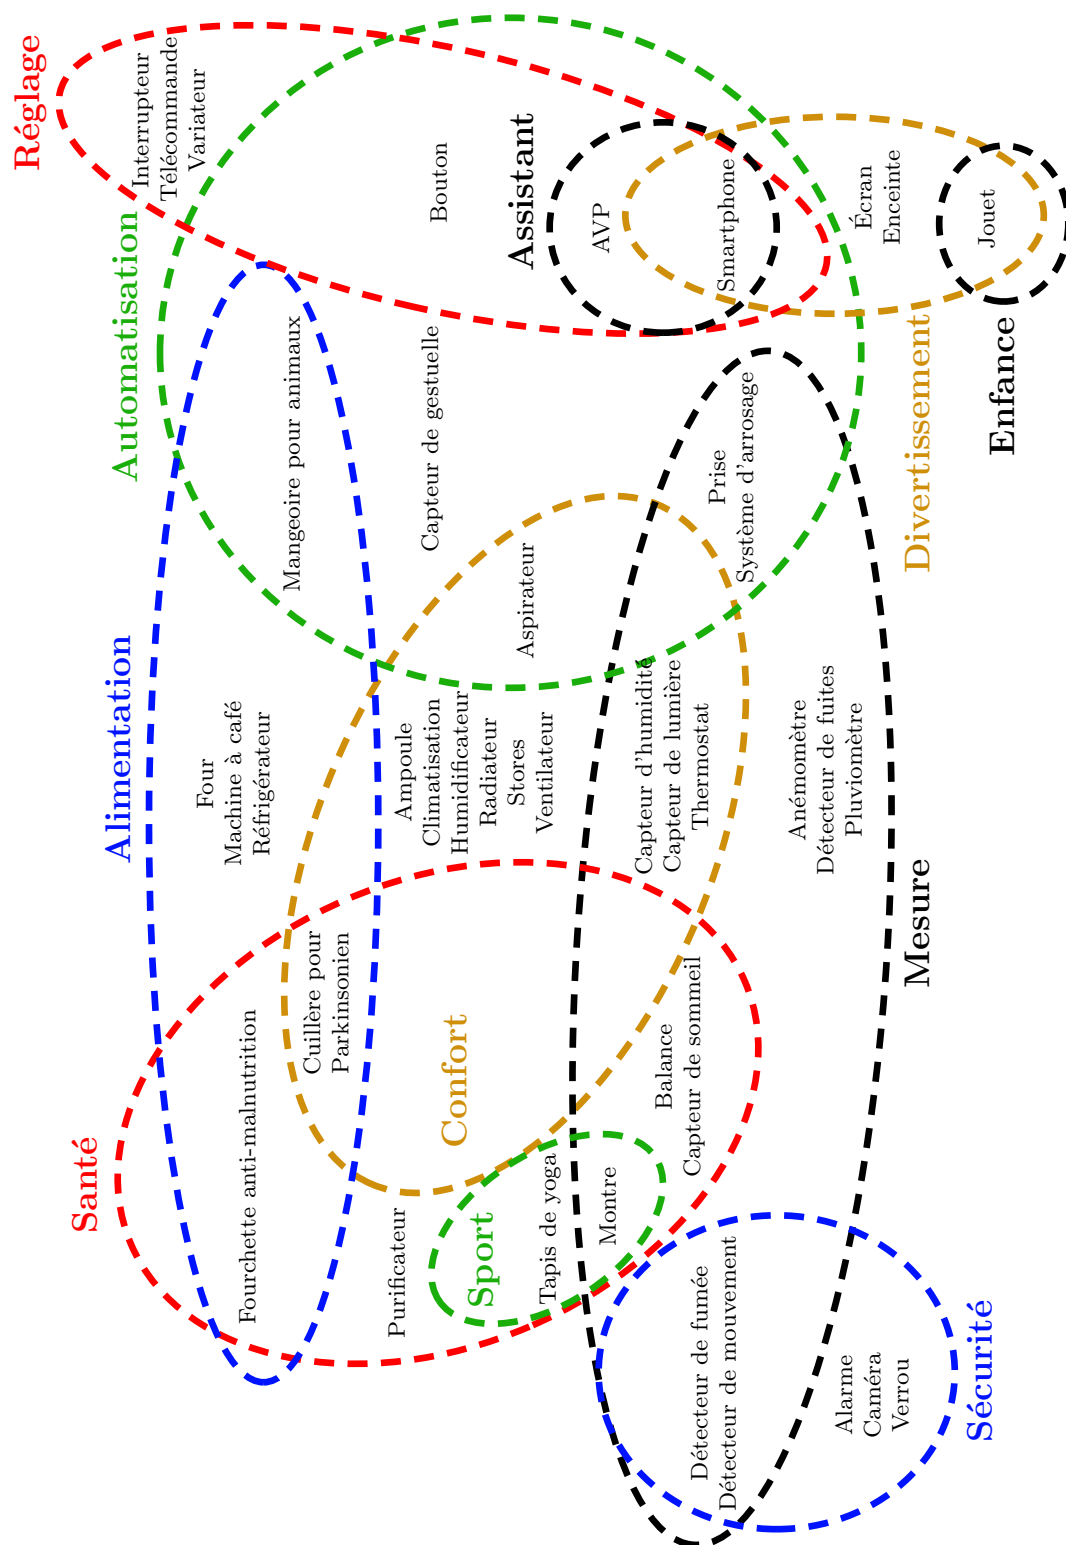 Santé
Alimentation
Automatisation
Réglage
Fourchette anti-malnutrition
Cuillère pour
Parkinsonien
Four
Machine à café
Réfrigérateur
Mangeoire pour animaux
Interrupteur
Télécommande
Variateur
Purificateur
Confort
Ampoule
Climatisation
Humidificateur
Radiateur
Stores
Ventilateur
Capteur de gestuelle
Bouton
Sport
Tapis de yoga
Montre
Aspirateur
Assistant
AVP
Smartphone
Balance
Capteur de sommeil
Capteur d'humidité
Capteur de lumière
Thermostat
Prise
Système d'arrosage
Détecteur de fumée
Détecteur de mouvement
Anémomètre
Détecteur de fuites
Pluviomètre
Écran
Enceinte
Alarme
Caméra
Verrou
Mesure
Divertissement
Jouet
Sécurité
Enfance